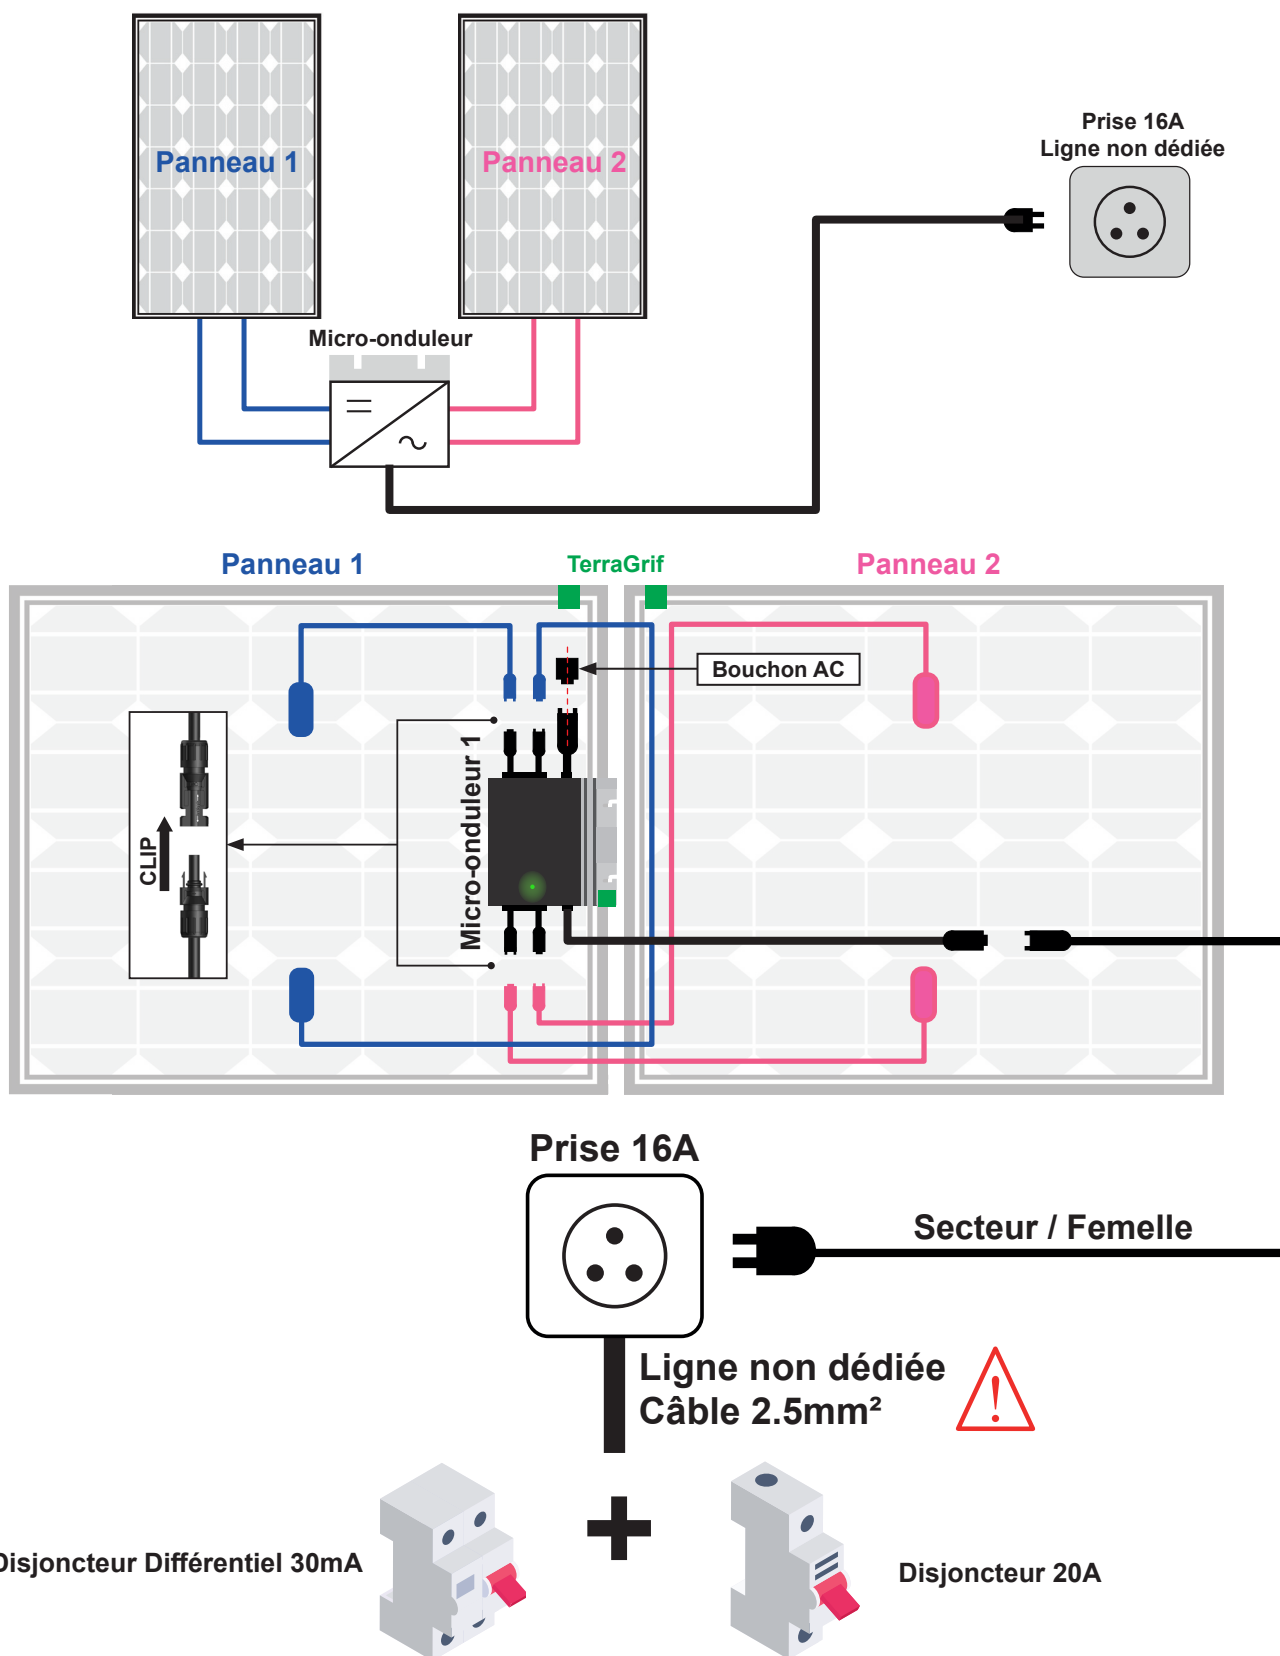 Panneau 1
Panneau 2
Prise 16A
Ligne non dédiée
Micro-onduleur
Panneau 1
TerraGrif
Panneau 2
Bouchon AC
CLIP
Micro-onduleur 1
Prise 16A
Secteur / Femelle
Ligne non dédiée
Câble 2.5mm²
Disjoncteur Différentiel 30mA
Disjoncteur 20A